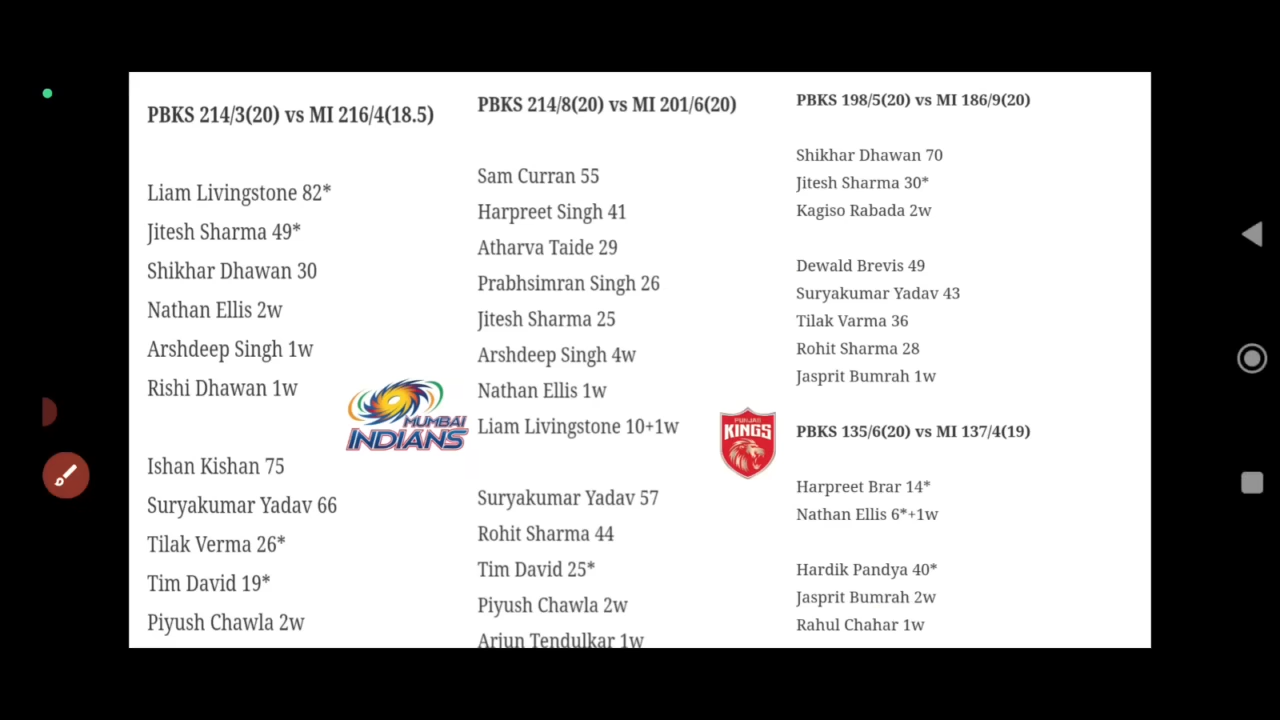 PBKS 214/3(20) vs MI 216/4(18.5)
Liam Livingstone 82*
Jitesh Sharma 49*
Shikhar Dhawan 30
Nathan Ellis 2w
Arshdeep Singh 1w
Rishi Dhawan 1w
MUMBAI
INDIANS
Ishan Kishan 75
Suryakumar Yadav 66
Tilak Verma 26*
Tim David 19*
Piyush Chawla 2w
PBKS 214/8(20) vs MI 201/6(20)
Sam Curran 55
Harpreet Singh 41
Atharva Taide 29
Prabhsimran Singh 26
Jitesh Sharma 25
Arshdeep Singh 4w
Nathan Ellis 1w
Liam Livingstone 10+1w
PUNJAB
KINGS
Suryakumar Yadav 57
Rohit Sharma 44
Tim David 25*
Piyush Chawla 2w
Arjun Tendulkar 1w
PBKS 198/5(20) vs MI 186/9(20)
Shikhar Dhawan 70
Jitesh Sharma 30*
Kagiso Rabada 2w
Dewald Brevis 49
Suryakumar Yadav 43
Tilak Varma 36
Rohit Sharma 28
Jasprit Bumrah 1w
PBKS 135/6(20) vs MI 137/4(19)
Harpreet Brar 14*
Nathan Ellis 6*+1w
Hardik Pandya 40*
Jasprit Bumrah 2w
Rahul Chahar 1w